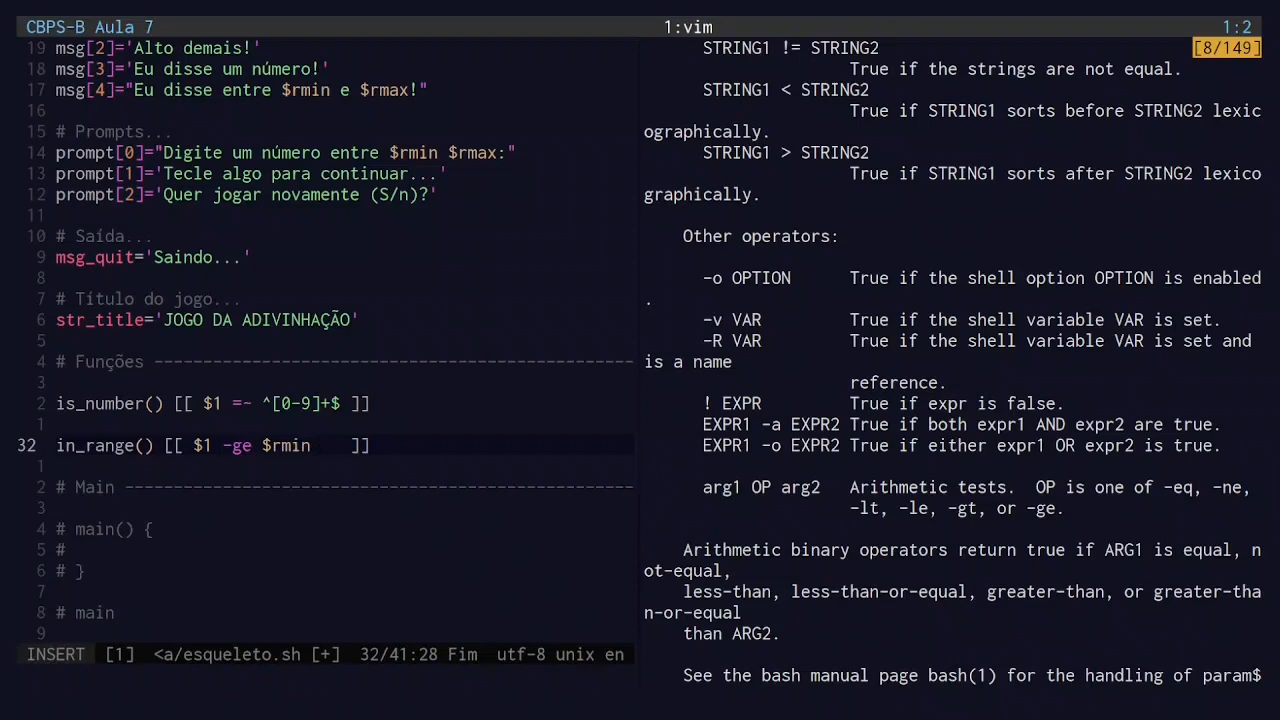 CBPS-B Aula 7 1:vim 1:2
19 msg[2]='Alto demais!'
18 msg[3]='Eu disse um número!'
17 msg[4]="Eu disse entre $rmin e $rmax!"
16
15 # Prompts...
14 prompt[0]="Digite um número entre $rmin $rmax:"
13 prompt[1]='Tecle algo para continuar...'
12 prompt[2]='Quer jogar novamente (S/n)?'
11
10 # Saída...
9 msg_quit='Saindo...'
8
7 # Título do jogo...
6 str_title='JOGO DA ADIVINHAÇÃO'
5
4 # Funções -------------------------------------------------
3
2 is_number() [[ $1 =~ ^[0-9]+$ ]]
1
32 in_range() [[ $1 -ge $rmin    ]]
1
2 # Main ----------------------------------------------------
3
4 # main() {
5 #
6 # }
7
8 # main
9
INSERT [1] <a/esqueleto.sh [+] 32/41:28 Fim utf-8 unix en
STRING1 != STRING2 [8/149]
True if the strings are not equal.
STRING1 < STRING2
True if STRING1 sorts before STRING2 lexic
ographically.
STRING1 > STRING2
True if STRING1 sorts after STRING2 lexico
graphically.
Other operators:
-o OPTION True if the shell option OPTION is enabled
.
-v VAR True if the shell variable VAR is set.
-R VAR True if the shell variable VAR is set and
is a name
reference.
! EXPR True if expr is false.
EXPR1 -a EXPR2 True if both expr1 AND expr2 are true.
EXPR1 -o EXPR2 True if either expr1 OR expr2 is true.
arg1 OP arg2 Arithmetic tests. OP is one of -eq, -ne,
-lt, -le, -gt, or -ge.
Arithmetic binary operators return true if ARG1 is equal, n
ot-equal,
less-than, less-than-or-equal, greater-than, or greater-tha
n-or-equal
than ARG2.
See the bash manual page bash(1) for the handling of param$